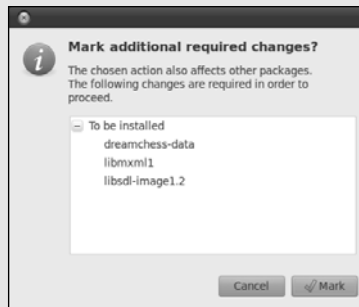 Mark additional required changes?
The chosen action also affects other packages.
The following changes are required in order to
proceed.
To be installed
dreamchess-data
libmxml1
libsdl-image1.2
Cancel
Mark